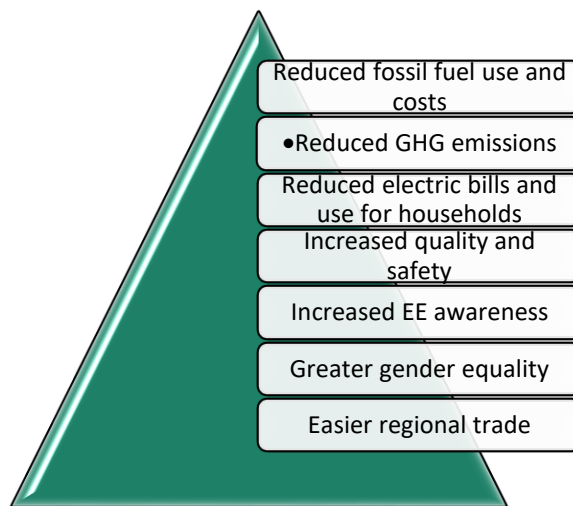 Reduced fossil fuel use and
costs
•Reduced GHG emissions
Reduced electric bills and
use for households
Increased quality and
safety
Increased EE awareness
Greater gender equality
Easier regional trade